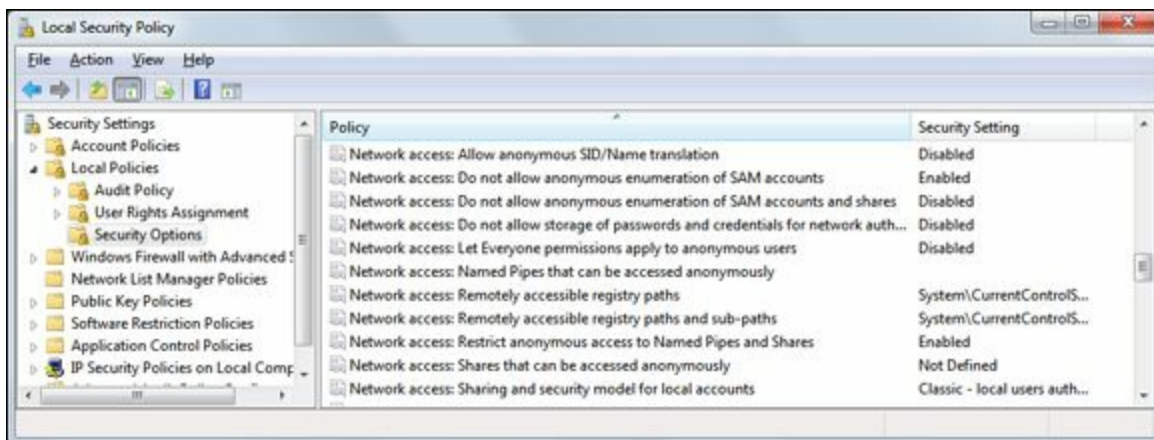 Local Security Policy
File Action View Help
Security Settings
Account Policies
Local Policies
Audit Policy
User Rights Assignment
Security Options
Windows Firewall with Advanced S
Network List Manager Policies
Public Key Policies
Software Restriction Policies
Application Control Policies
IP Security Policies on Local Comp
Policy Security Setting
Network access: Allow anonymous SID/Name translation Disabled
Network access: Do not allow anonymous enumeration of SAM accounts Enabled
Network access: Do not allow anonymous enumeration of SAM accounts and shares Disabled
Network access: Do not allow storage of passwords and credentials for network auth... Disabled
Network access: Let Everyone permissions apply to anonymous users Disabled
Network access: Named Pipes that can be accessed anonymously
Network access: Remotely accessible registry paths System\CurrentControlS...
Network access: Remotely accessible registry paths and sub-paths System\CurrentControlS...
Network access: Restrict anonymous access to Named Pipes and Shares Enabled
Network access: Shares that can be accessed anonymously Not Defined
Network access: Sharing and security model for local accounts Classic - local users auth...